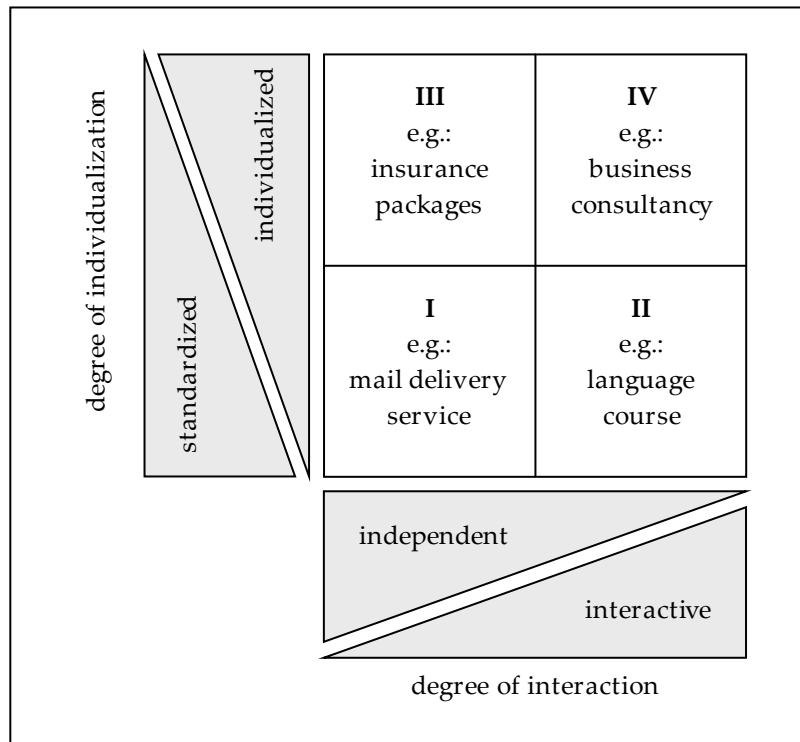 degree of individualization
individualized
standardized
III
e.g.:
insurance
packages
IV
e.g.:
business
consultancy
I
e.g.:
mail delivery
service
II
e.g.:
language
course
independent
interactive
degree of interaction